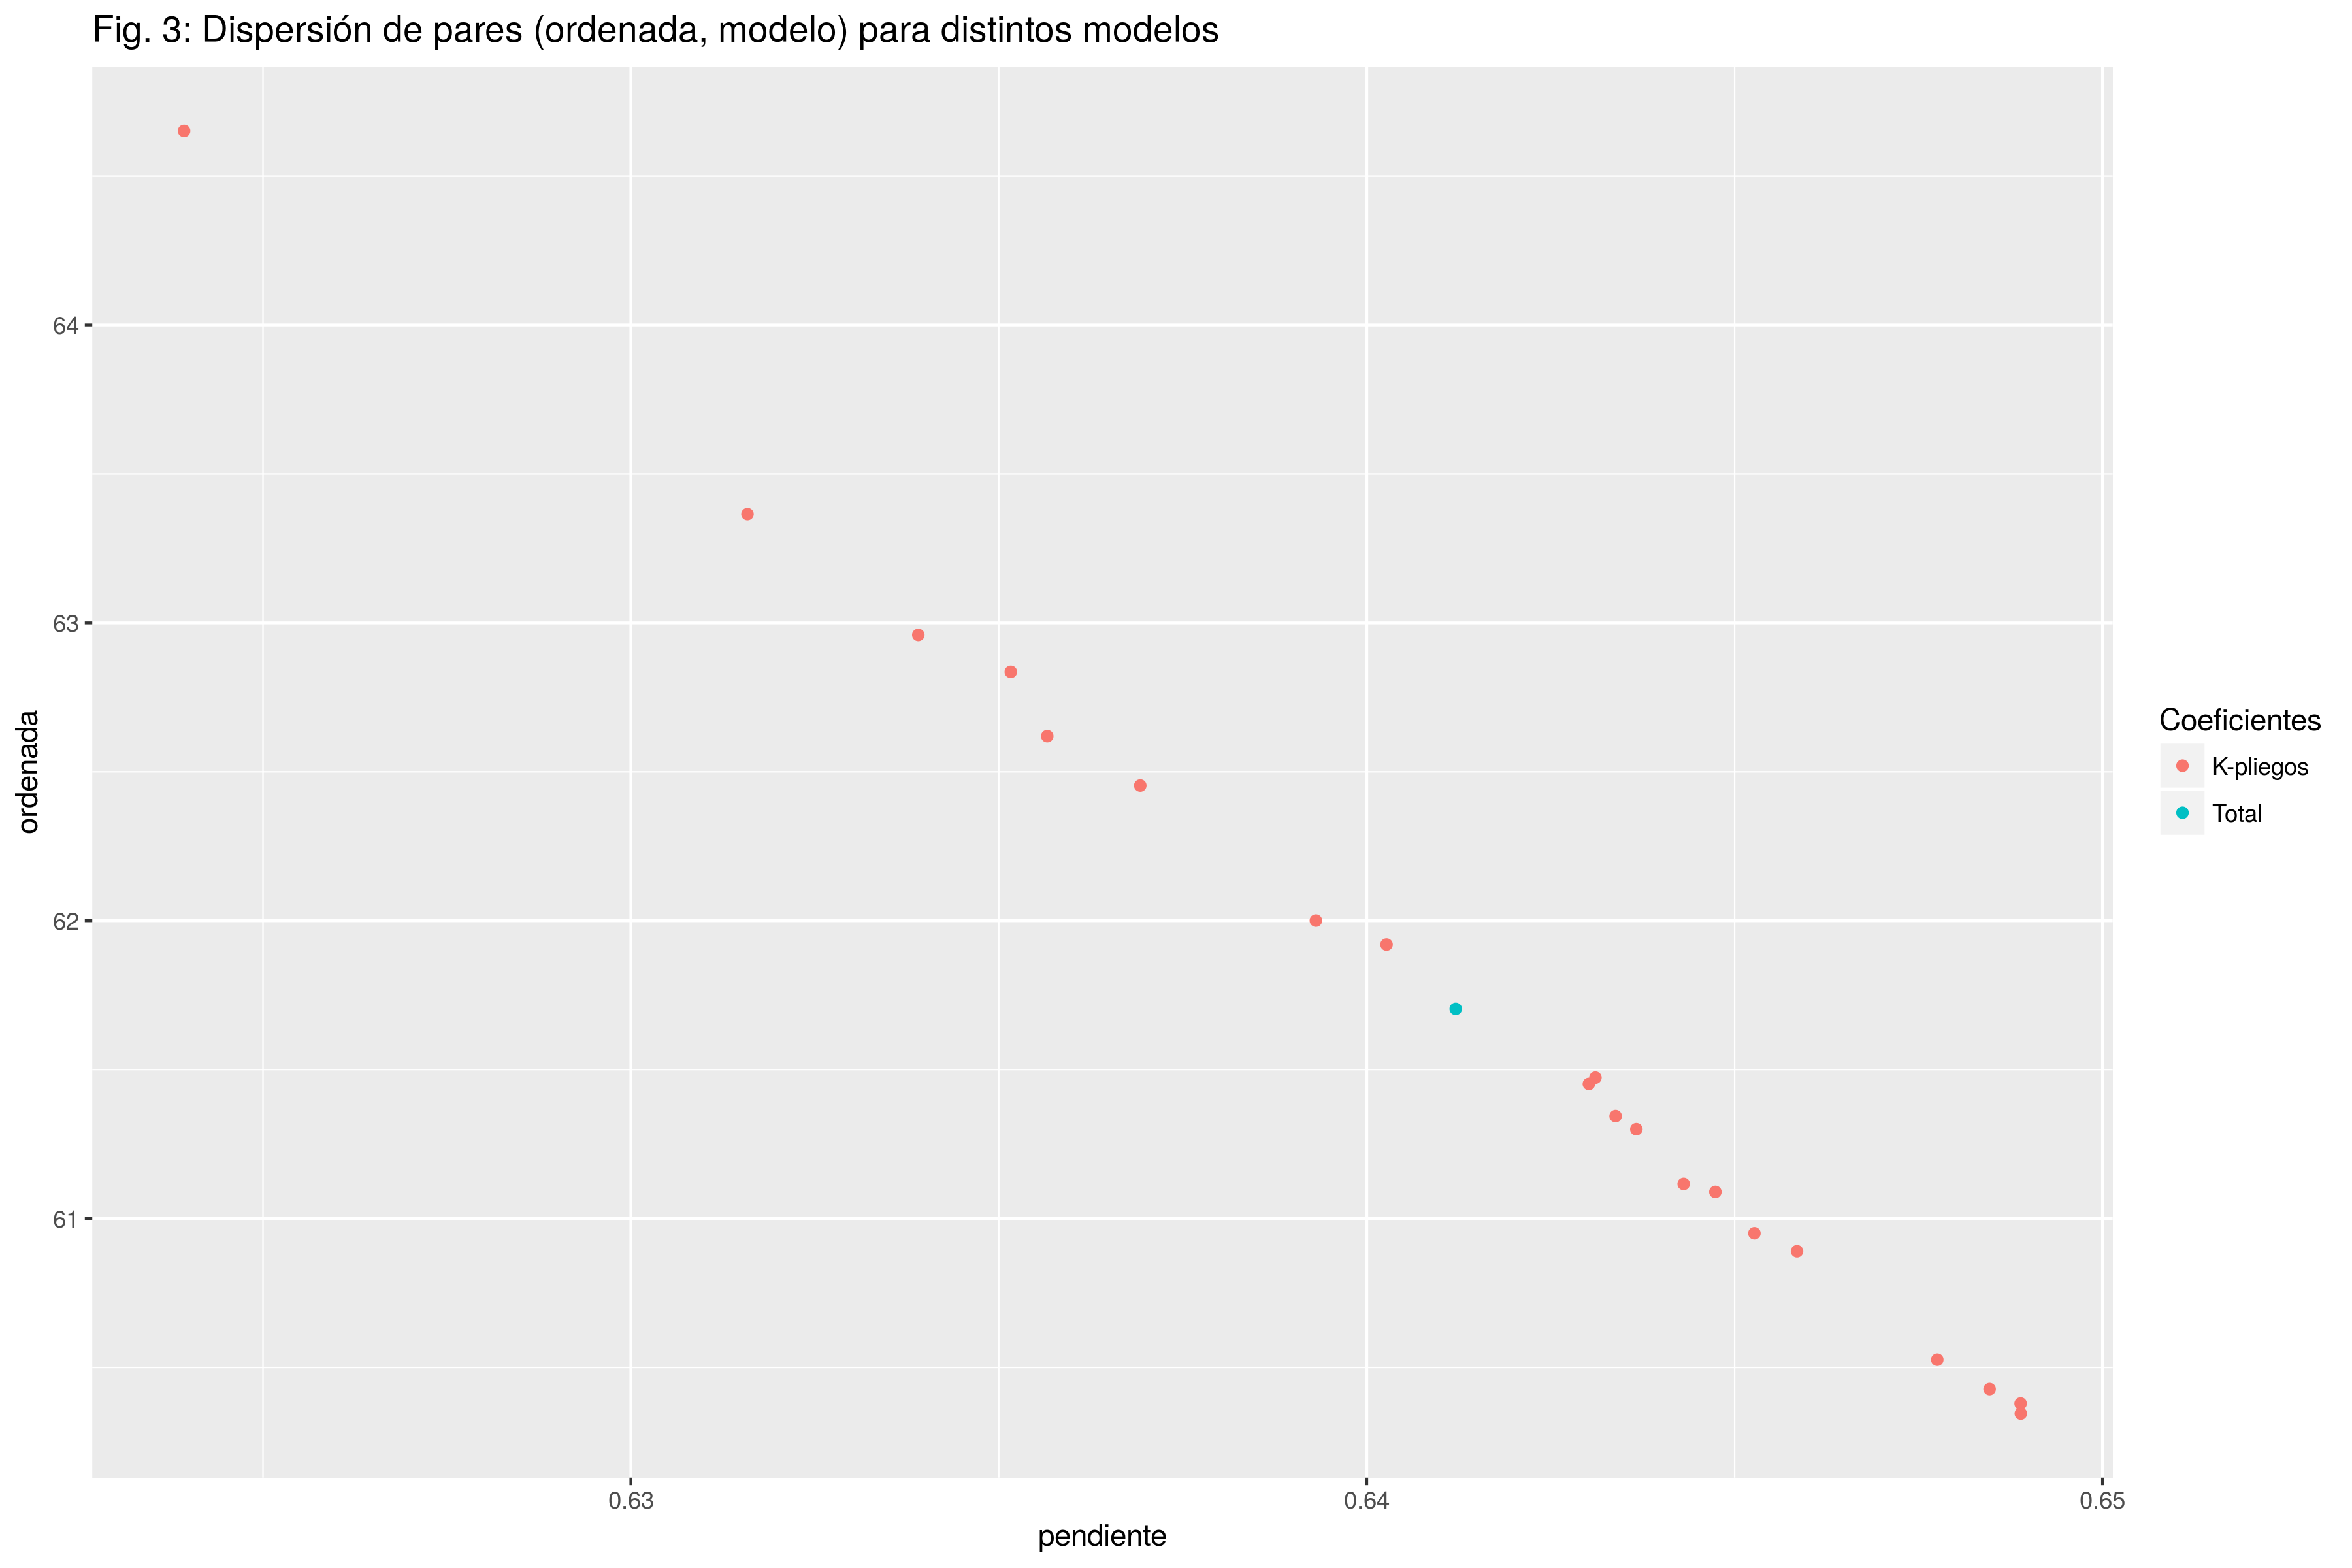 Fig. 3: Dispersión de pares (ordenada, modelo) para distintos modelos
64
63
62
61
ordenada
0.63
0.64
0.65
pendiente
Coeficientes
K-pliegos
Total